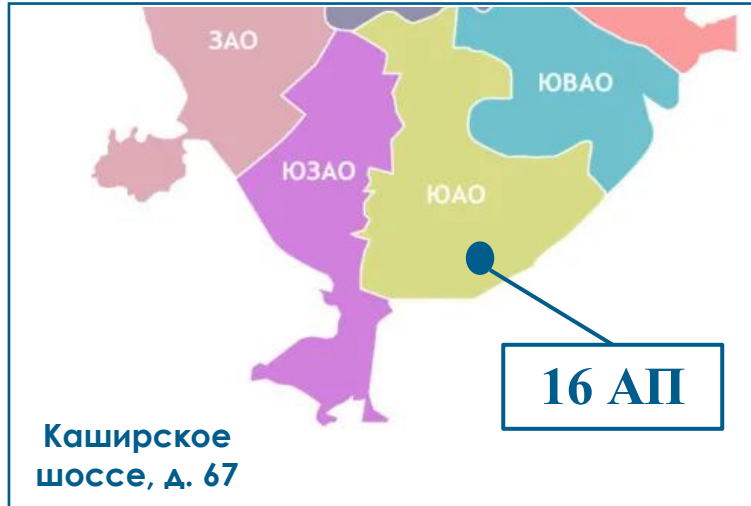 ЗАО
ЮВАО
ЮЗАО
ЮАО
16 АП
Каширское
шоссе, д. 67